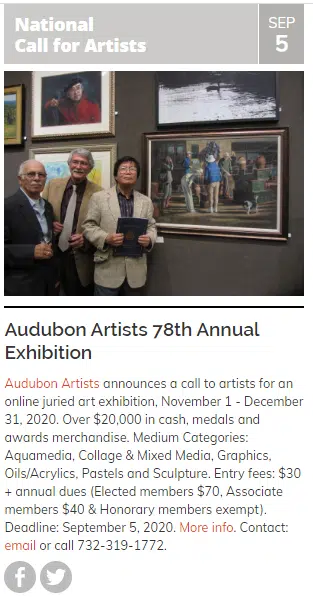 National
Call for Artists
SEP
5
Audubon Artists 78th Annual
Exhibition
Audubon Artists announces a call to artists for an
online juried art exhibition, November 1 - December
31, 2020. Over $20,000 in cash, medals and
awards merchandise. Medium Categories:
Aquamedia, Collage & Mixed Media, Graphics,
Oils/Acrylics, Pastels and Sculpture. Entry fees: $30
+ annual dues (Elected members $70, Associate
members $40 & Honorary members exempt).
Deadline: September 5, 2020. More info. Contact:
email or call 732-319-1772.